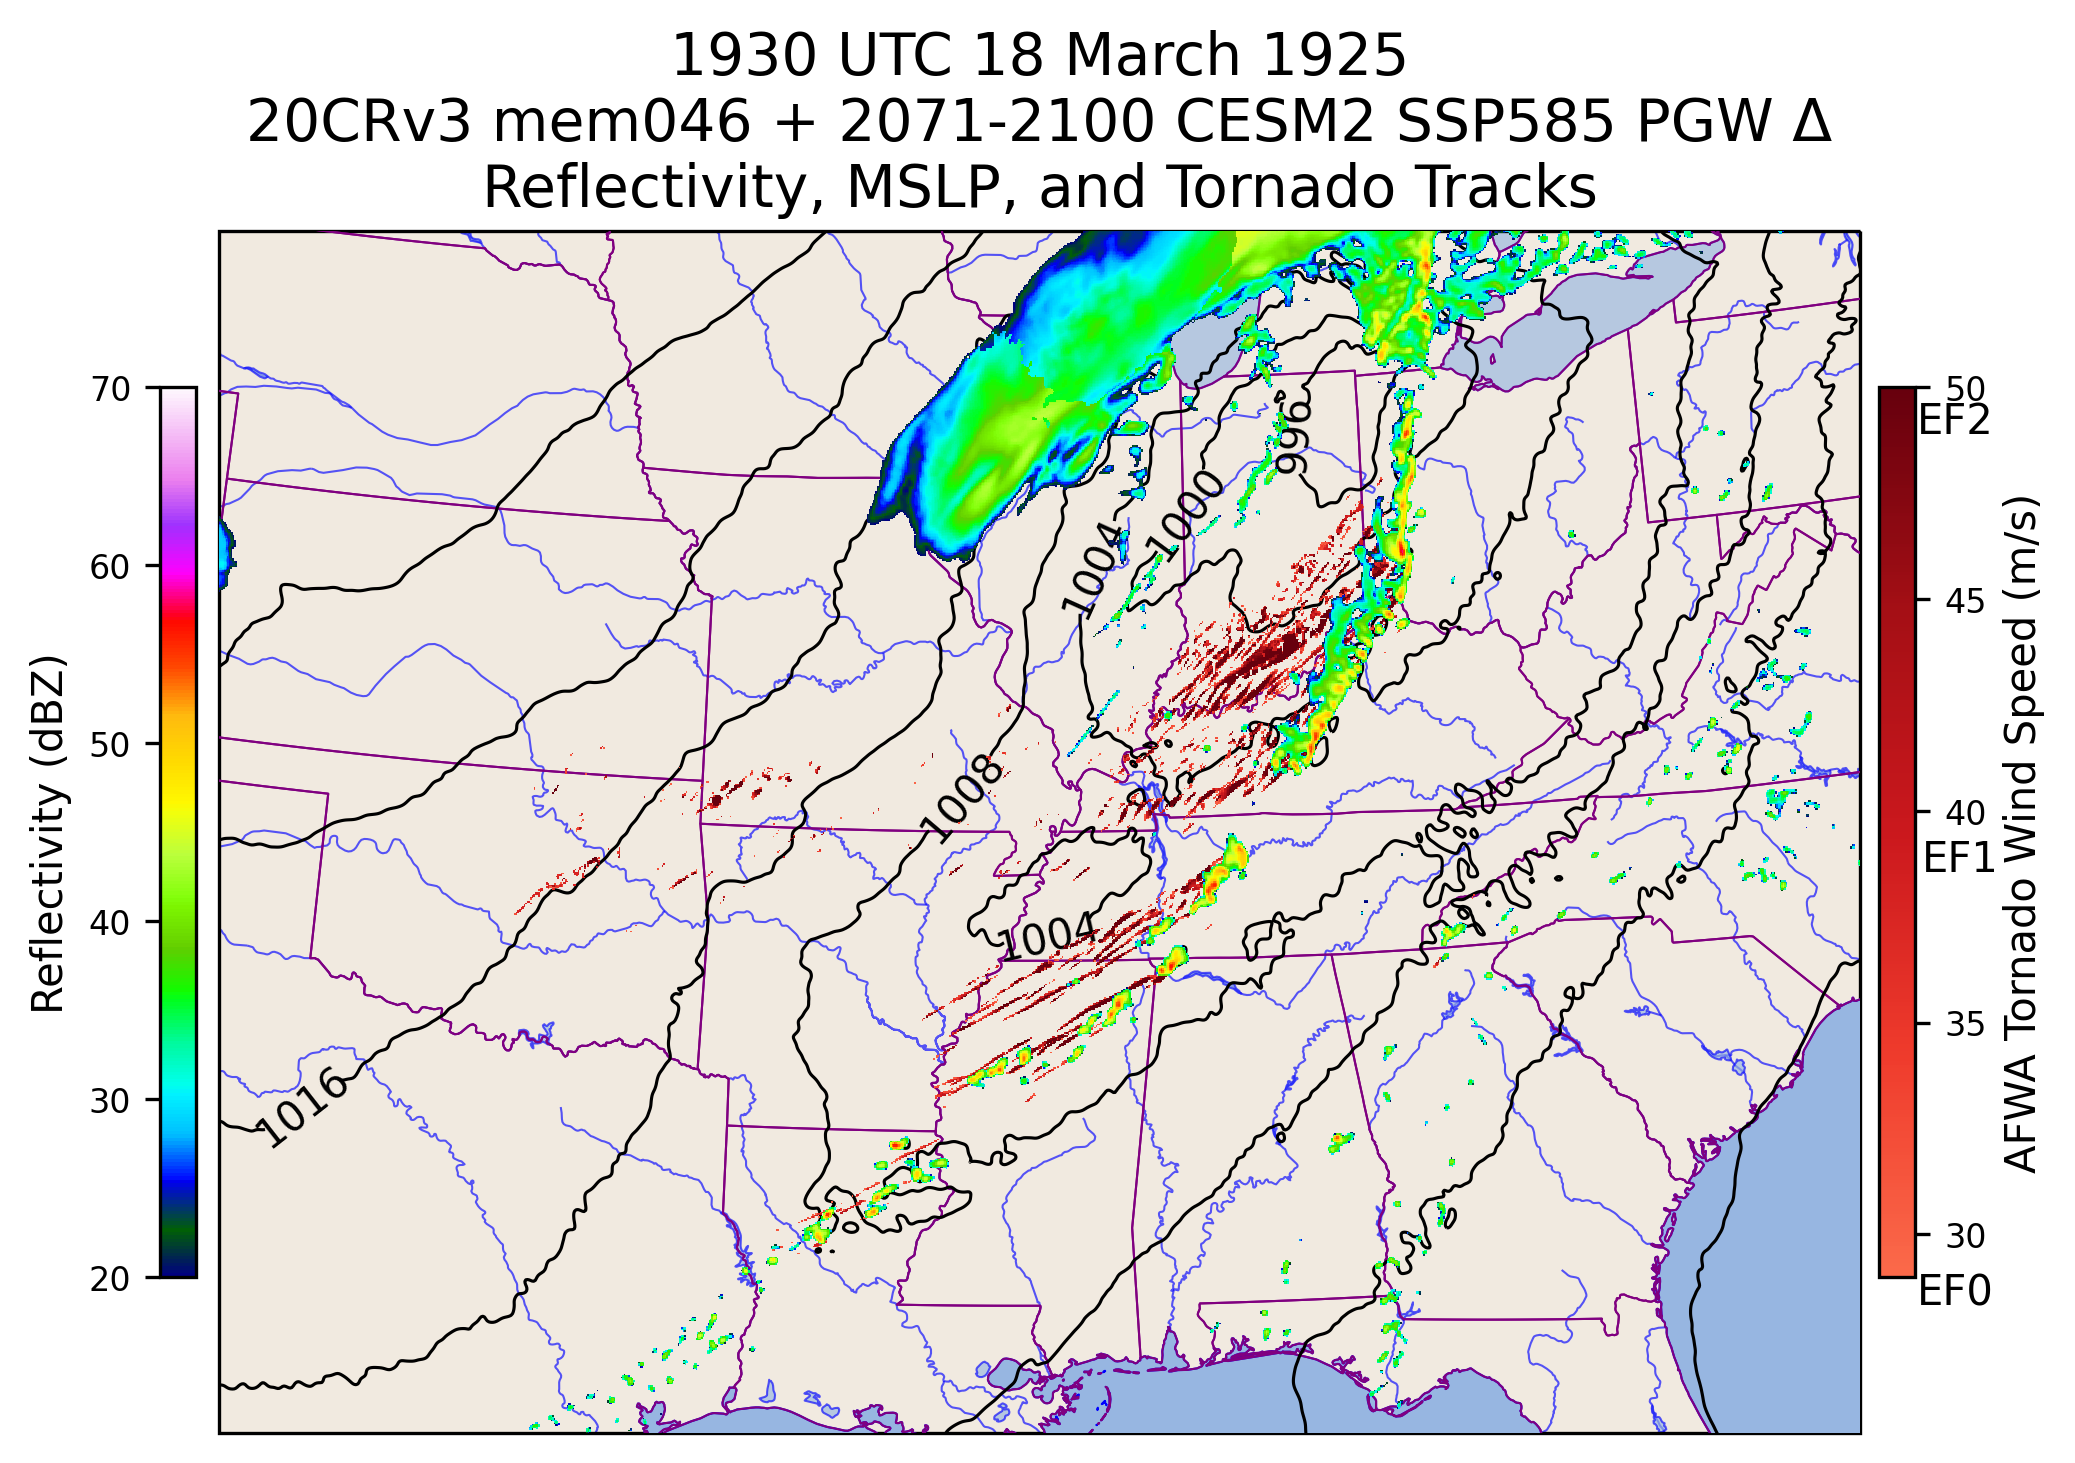 1930 UTC 18 March 1925
20CRv3 mem046 + 2071-2100 CESM2 SSP585 PGW Δ
Reflectivity, MSLP, and Tornado Tracks
70
60
50
40
30
20
Reflectivity (dBZ)
996
1000
1004
1008
1004
1016
50
EF2
45
40
EF1
35
30
EF0
AFWA Tornado Wind Speed (m/s)